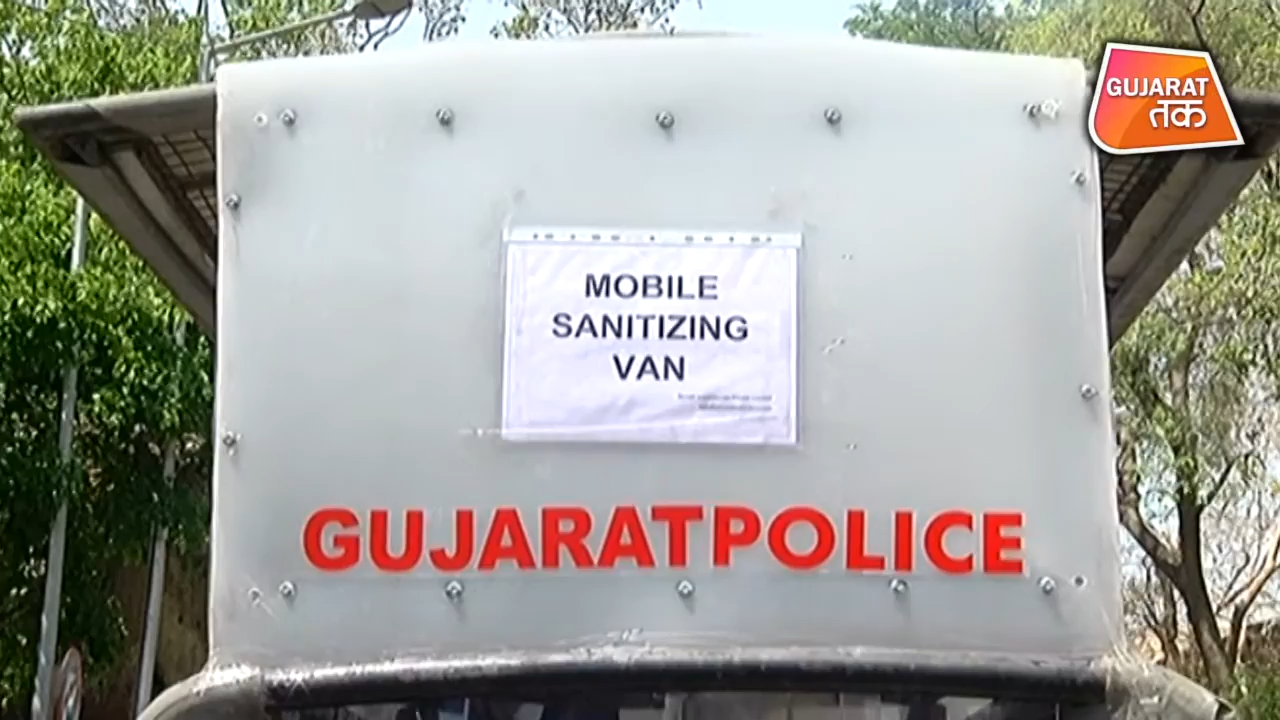 GUJARAT
तक
MOBILE
SANITIZING
VAN
GUJARATPOLICE